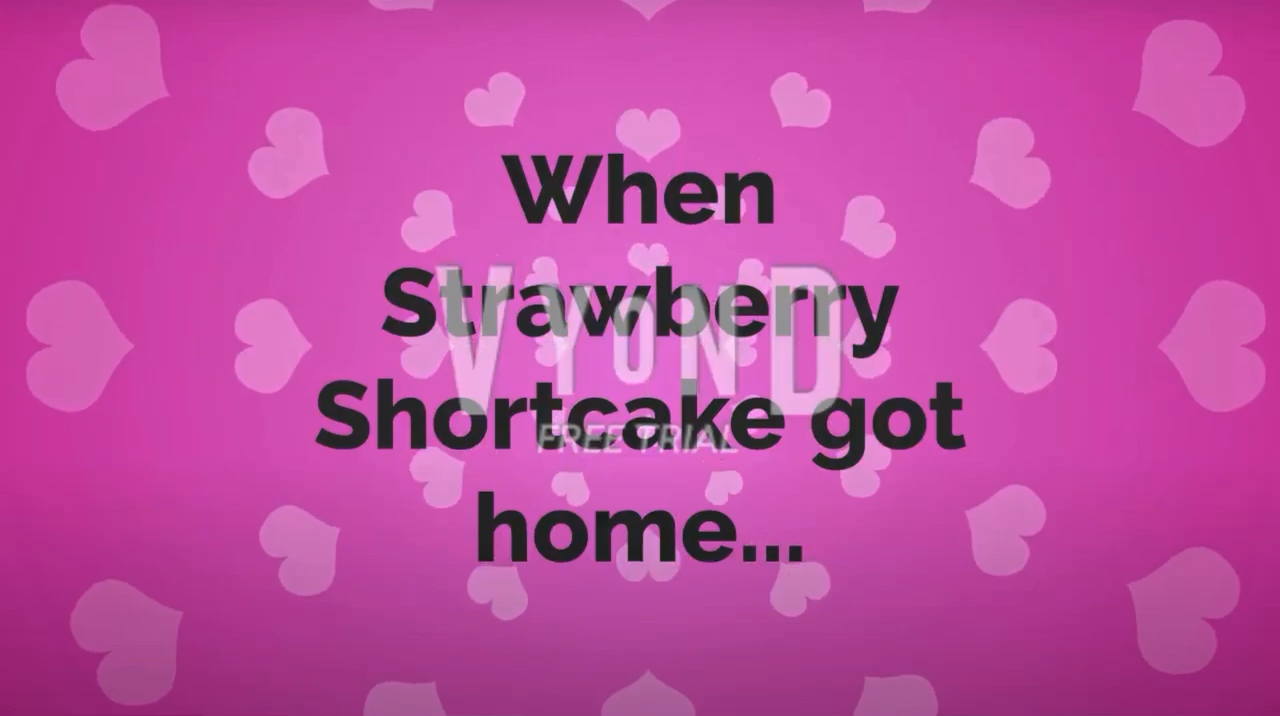 When
Strawberry
VYOND
Shortcake got
FREE TRIAL
home...